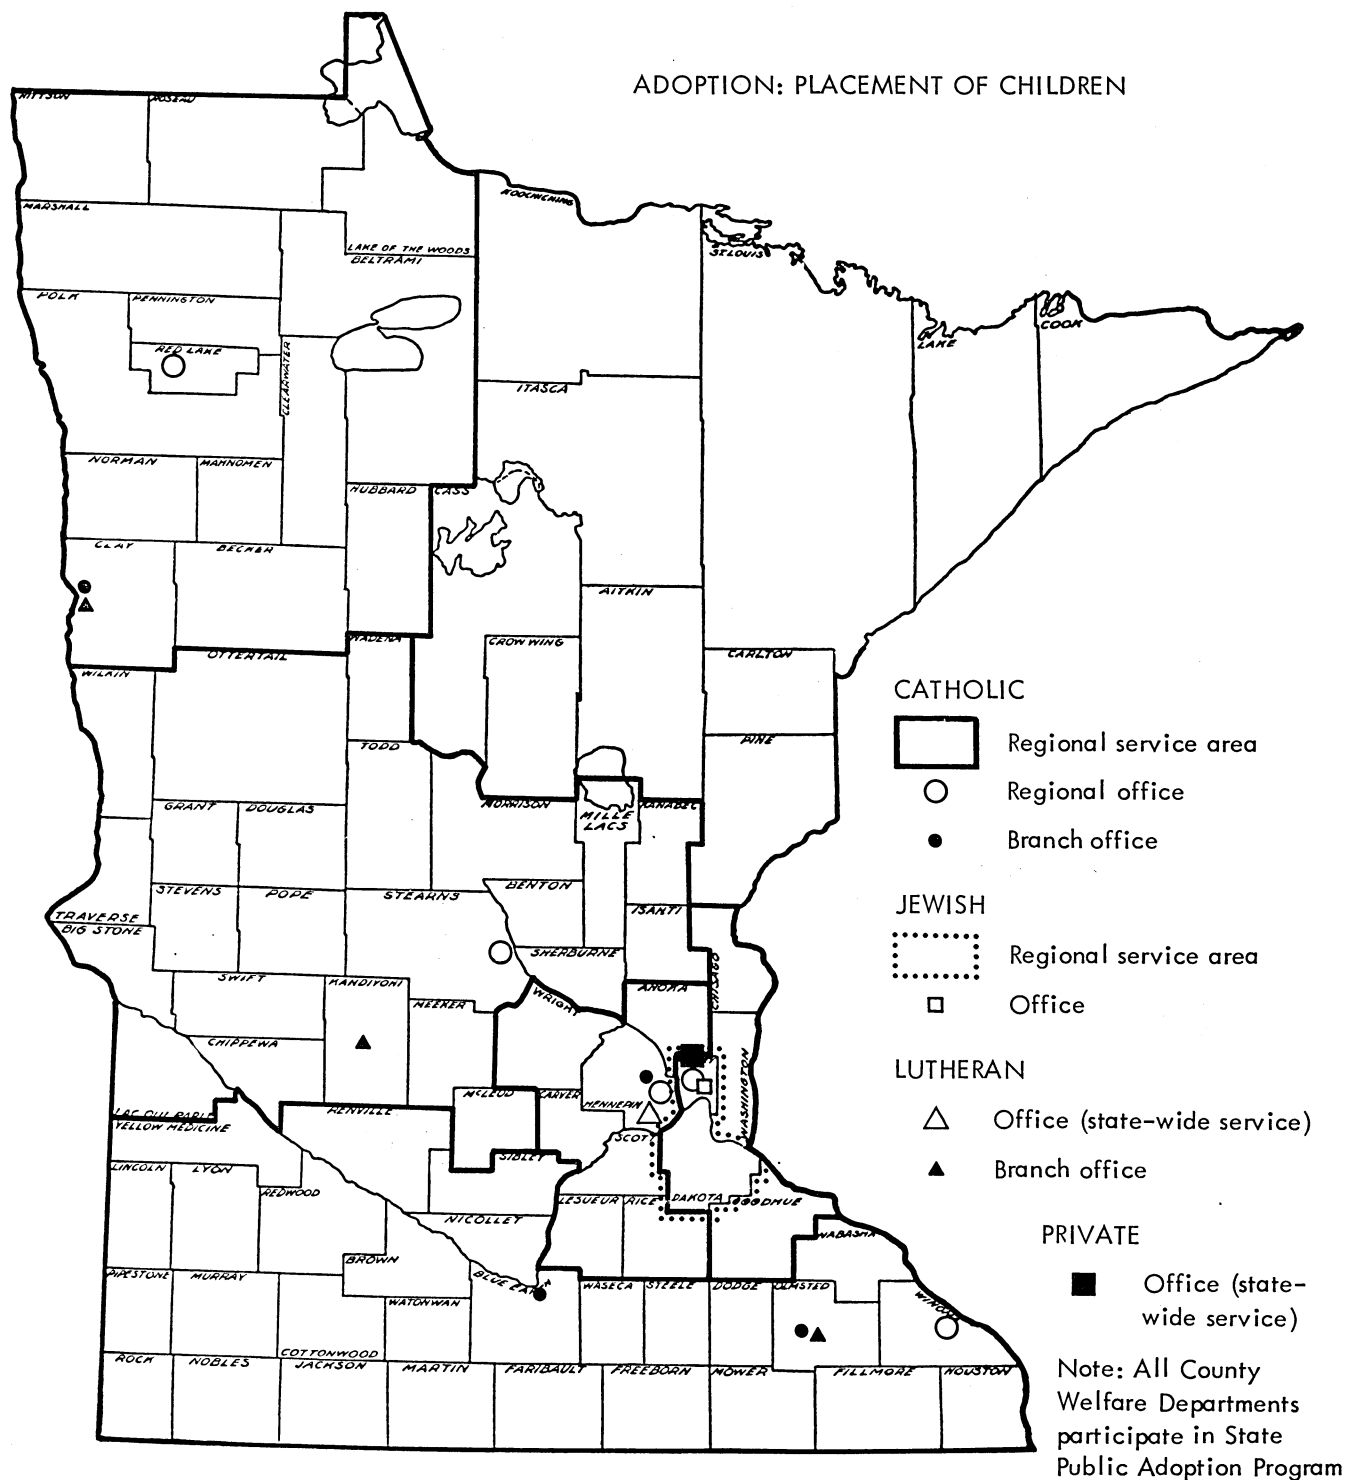 ADOPTION: PLACEMENT OF CHILDREN
KITTSON
ROSEAU
KOOCHICHING
MARSHALL
LAKE OF THE WOODS
BELTRAMI
ST. LOUIS
POLK
PENNINGTON
COOK
LAKE
RED LAKE
CLEARWATER
ITASCA
NORMAN
MAHNOMEN
HUBBARD
CASS
CLAY
BECKER
AITKIN
WADENA
CROW WING
OTTERTAIL
CARLTON
WILKIN
TODD
PINE
GRANT
DOUGLAS
MORRISON
KANABEC
MILLE
LACS
STEVENS
POPE
STEARNS
BENTON
ISANTI
TRAVERSE
BIG STONE
SHERBURNE
CHISAGO
SWIFT
KANDIYOHI
MEEKER
WRIGHT
ANOKA
CHIPPEWA
WASHINGTON
MCLEOD
CARVER
HENNEPIN
LAC QUI PARLE
RENVILLE
YELLOW MEDICINE
SCOTT
SIBLEY
LINCOLN
LYON
REDWOOD
LESUEUR
RICE
DAKOTA
GOODHUE
NICOLLET
WABASHA
BROWN
PIPESTONE
MURRAY
BLUE EARTH
WASECA
STEELE
DODGE
OLMSTED
WINONA
WATONWAN
COTTONWOOD
ROCK
NOBLES
JACKSON
MARTIN
FARIBAULT
FREEBORN
MOWER
FILLMORE
HOUSTON
CATHOLIC
Regional service area
Regional office
Branch office
JEWISH
Regional service area
Office
LUTHERAN
Office (state-wide service)
Branch office
PRIVATE
Office (state-
wide service)
Note: All County
Welfare Departments
participate in State
Public Adoption Program